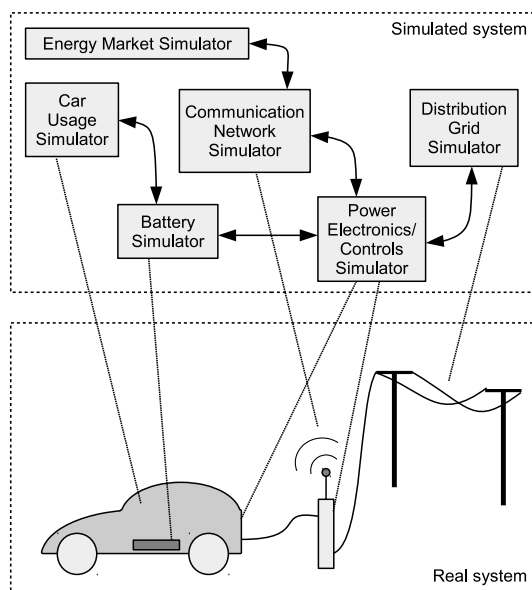 Simulated system
Energy Market Simulator
Car
Usage
Simulator
Communication
Network
Simulator
Distribution
Grid
Simulator
Battery
Simulator
Power
Electronics/
Controls
Simulator
Real system